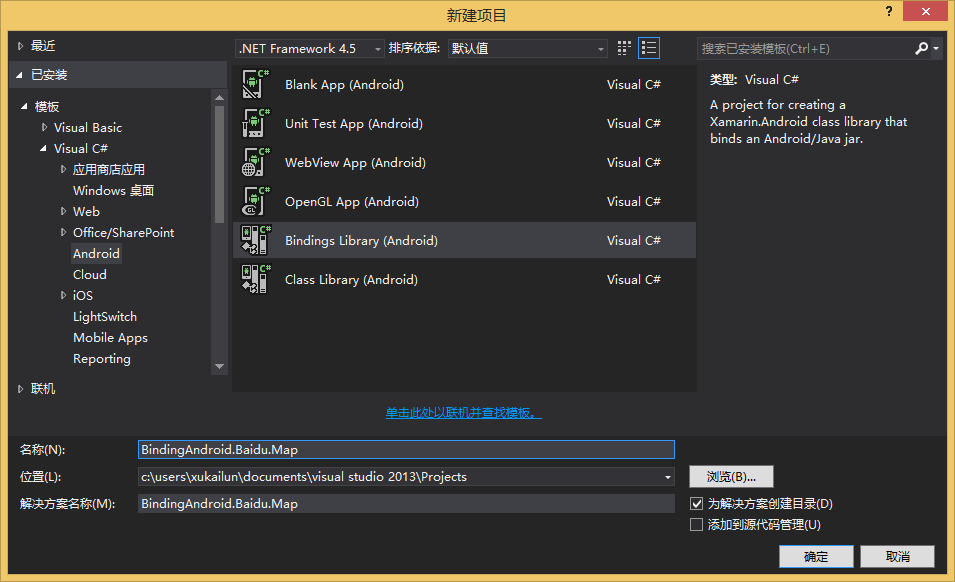 新建项目
?
最近
已安装
模板
Visual Basic
Visual C#
应用商店应用
Windows 桌面
Web
Office/SharePoint
Android
Cloud
iOS
LightSwitch
Mobile Apps
Reporting
联机
.NET Framework 4.5 排序依据: 默认值
Blank App (Android) Visual C#
Unit Test App (Android) Visual C#
WebView App (Android) Visual C#
OpenGL App (Android) Visual C#
Bindings Library (Android) Visual C#
Class Library (Android) Visual C#
单击此处以联机并查找模板。
搜索已安装模板(Ctrl+E)
类型: Visual C#
A project for creating a
Xamarin.Android class library that
binds an Android/Java jar.
名称(N): BindingAndroid.Baidu.Map
位置(L): c:\users\xukailun\documents\visual studio 2013\Projects 浏览(B)...
解决方案名称(M): BindingAndroid.Baidu.Map 为解决方案创建目录(D)
添加到源代码管理(U)
确定 取消